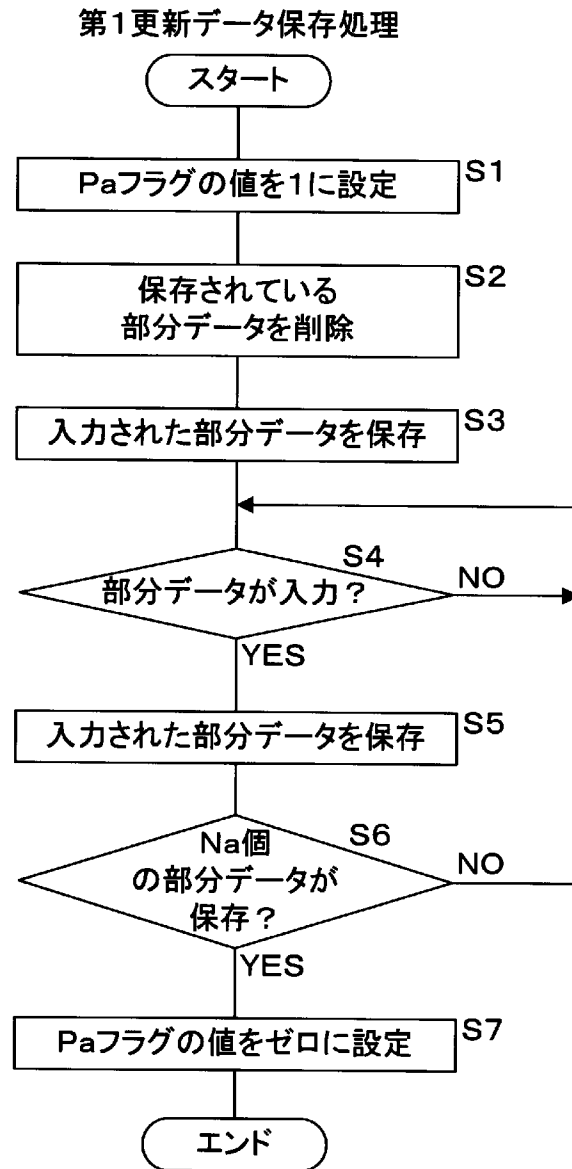 第1更新データ保存処理
スタート
Paフラグの値を1に設定
S1
保存されている
部分データを削除
S2
入力された部分データを保存
S3
S4
部分データが入力?
NO
YES
入力された部分データを保存
S5
S6
Na個
の部分データが
保存?
NO
YES
Paフラグの値をゼロに設定
S7
エンド